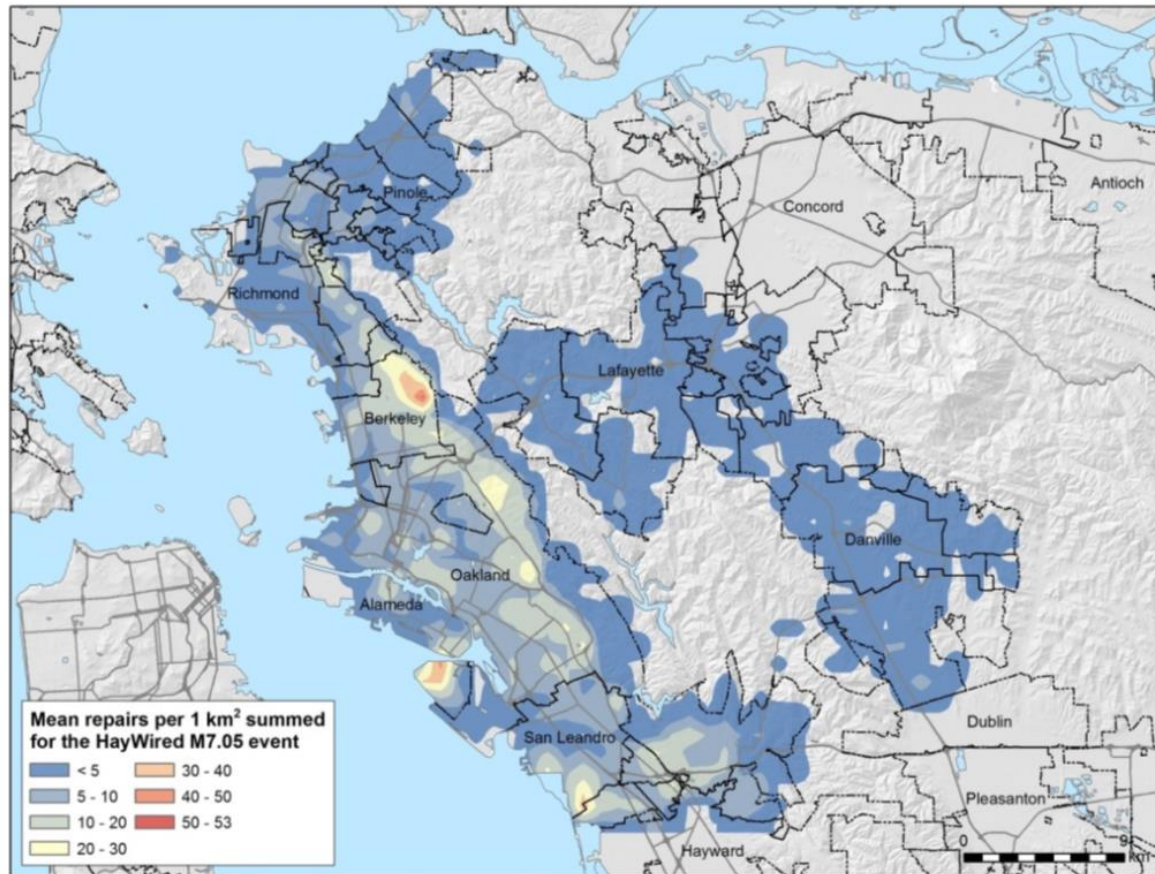 Antioch
Concord
Pinole
Richmond
Lafayette
Berkeley
Danville
Oakland
Alameda
Dublin
San Leandro
Pleasanton
Hayward
0 9
km
Mean repairs per 1 km² summed
for the HayWired M7.05 event
< 5 30 - 40
5 - 10 40 - 50
10 - 20 50 - 53
20 - 30